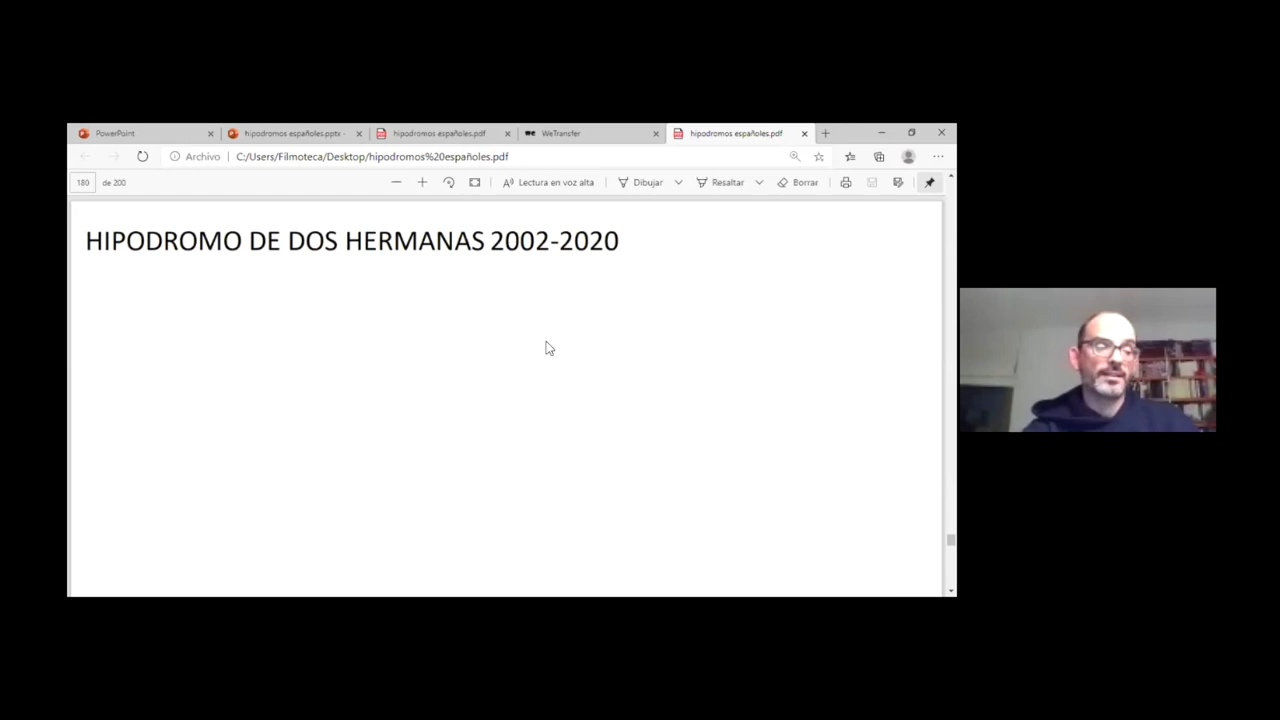 PowerPoint
hipodromos españoles.pptx -
hipodromos españoles.pdf
WeTransfer
hipodromos españoles.pdf
Archivo
C:/Users/Filmoteca/Desktop/hipodromos%20españoles.pdf
180 de 200
Lectura en voz alta
Dibujar
Resaltar
Borrar
HIPODROMO DE DOS HERMANAS 2002-2020